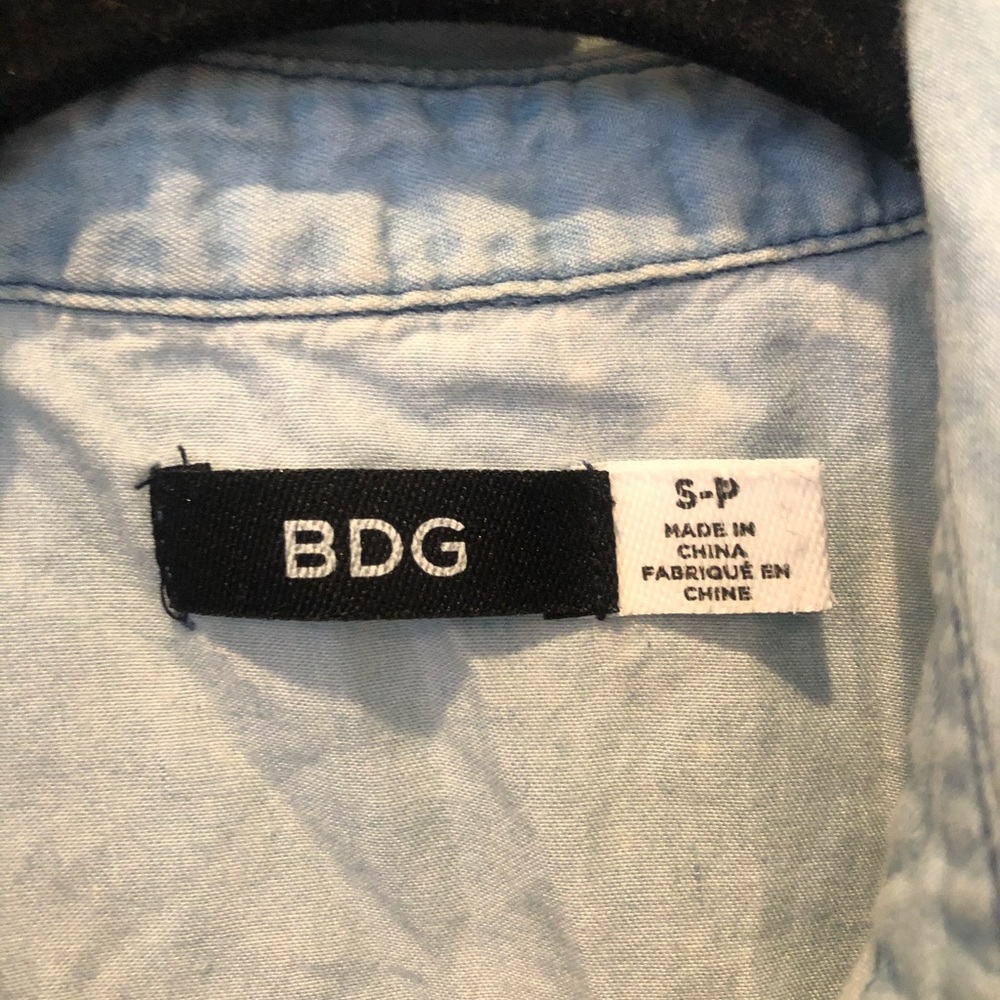 BDG
S-P
MADE IN
CHINA
FABRIQUÉ EN
CHINE